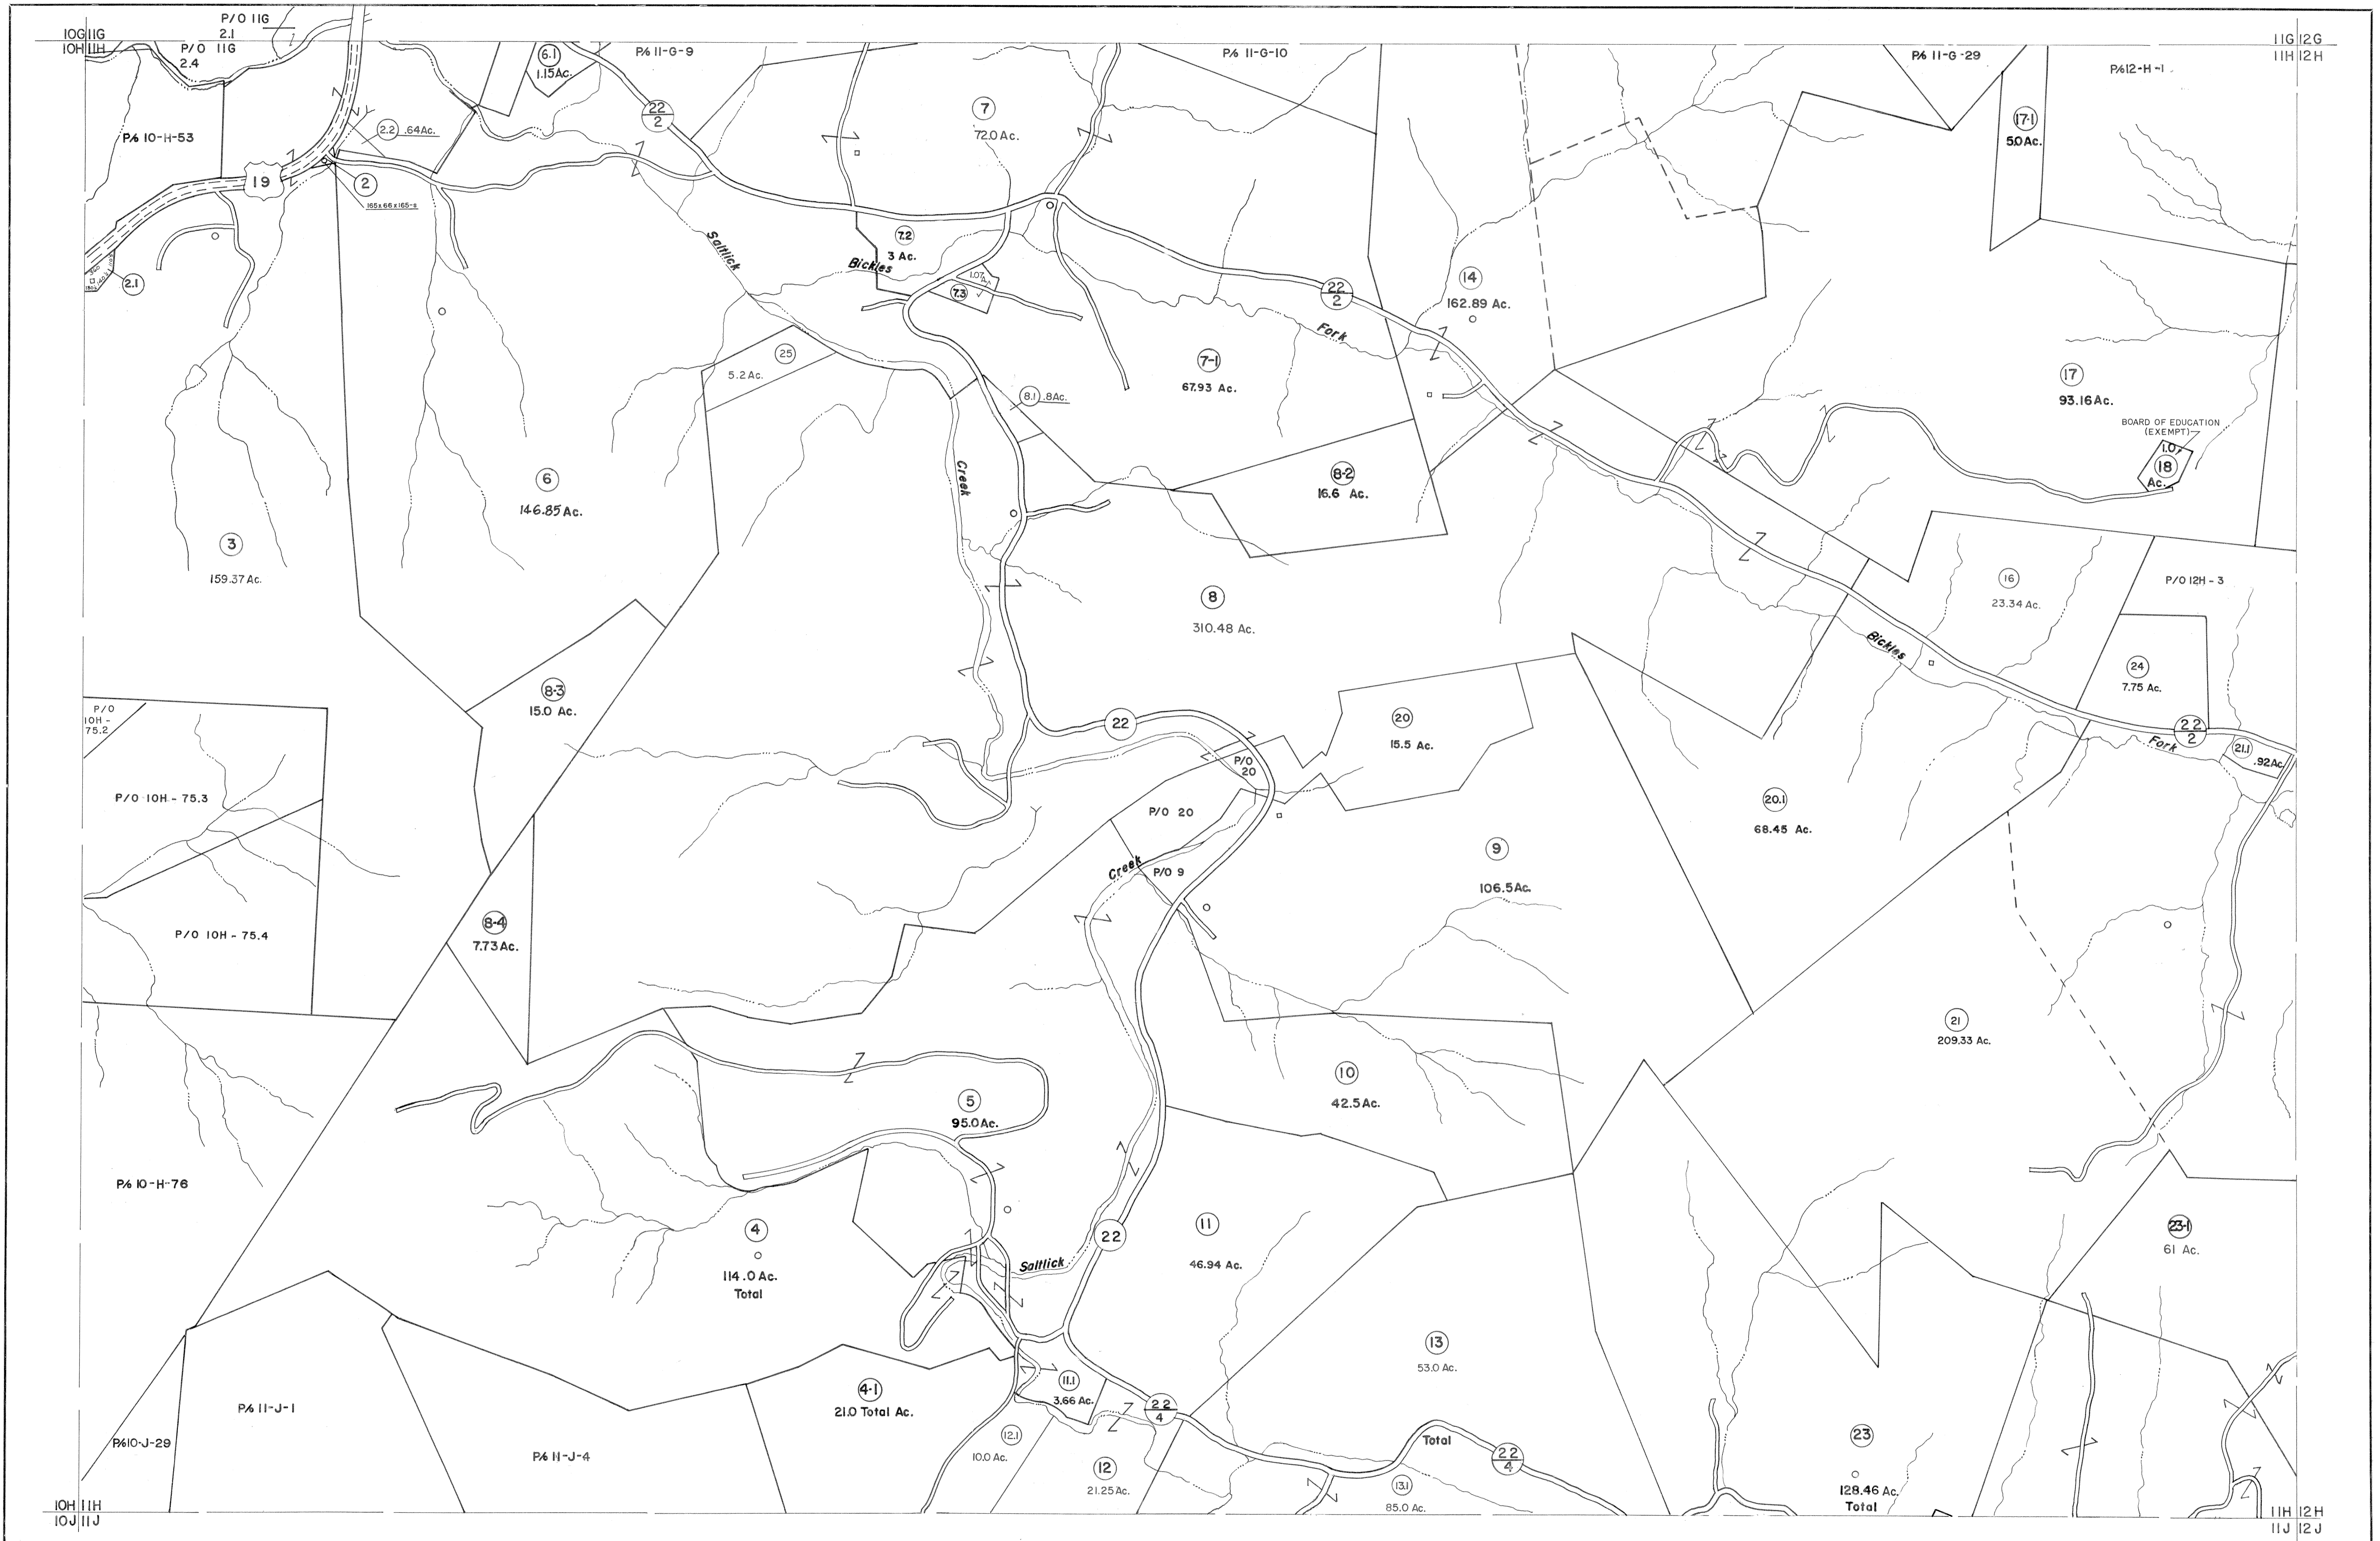 10G 11G
10H 11H
P/O 11G
2.1
P/O 11G
2.4
6.1
1.15Ac.
P/o 11-G-9
P/o 11-G-10
P/o 11-G-29
P/o 12-H-1
11G 12G
11H 12H
P/o 10-H-53
22
2
2.2 .64Ac.
7
72.0 Ac.
17-1
5.0 Ac.
19
2
165x66x165-s
2.1
Saltlick
7.2
3 Ac.
Bickles
1.07
7.3
14
162.89 Ac.
22
2
Fork
25
5.2 Ac.
7-1
67.93 Ac.
8.1 .8Ac.
17
93.16 Ac.
BOARD OF EDUCATION
(EXEMPT)
1.0
18
Ac.
6
146.85 Ac.
Creek
8-2
16.6 Ac.
3
159.37 Ac.
8
310.48 Ac.
16
23.34 Ac.
P/O 12H - 3
Bickles
24
7.75 Ac.
8-3
15.0 Ac.
22
20
15.5 Ac.
22
2
Fork
21.1
.92Ac.
P/O
10H -
75.2
P/O 10H - 75.3
P/O
20
P/O 20
20.1
68.45 Ac.
9
106.5 Ac.
Creek
P/O 9
8-4
7.73 Ac.
P/O 10H - 75.4
21
209.33 Ac.
5
95.0 Ac.
10
42.5 Ac.
P/o 10-H-76
4
114.0 Ac.
Total
22
Saltlick
11
46.94 Ac.
23-1
61 Ac.
13
53.0 Ac.
4-1
21.0 Total Ac.
11.1
3.66 Ac.
22
4
P/o 11-J-1
P/o 10-J-29
P/o 11-J-4
12.1
10.0 Ac.
12
21.25 Ac.
Total
22
4
13.1
85.0 Ac.
23
128.46 Ac.
Total
10H 11H
10J 11J
11H 12H
11J 12J